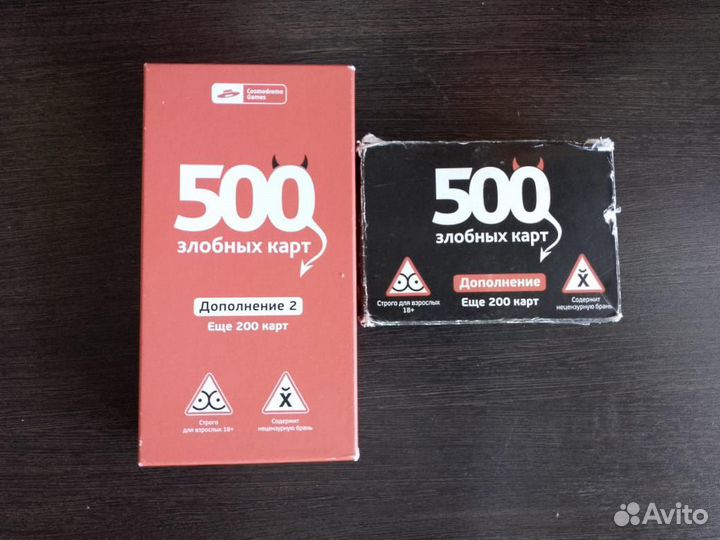 Cosmodrome
Games
500
злобных карт
Дополнение 2
Еще 200 карт
Строго
для взрослых 18+
Содержит
нецензурную брань
X̆
500
злобных карт
Дополнение
Еще 200 карт
Строго для взрослых
18+
Содержит
нецензурную брань
X̆
Avito